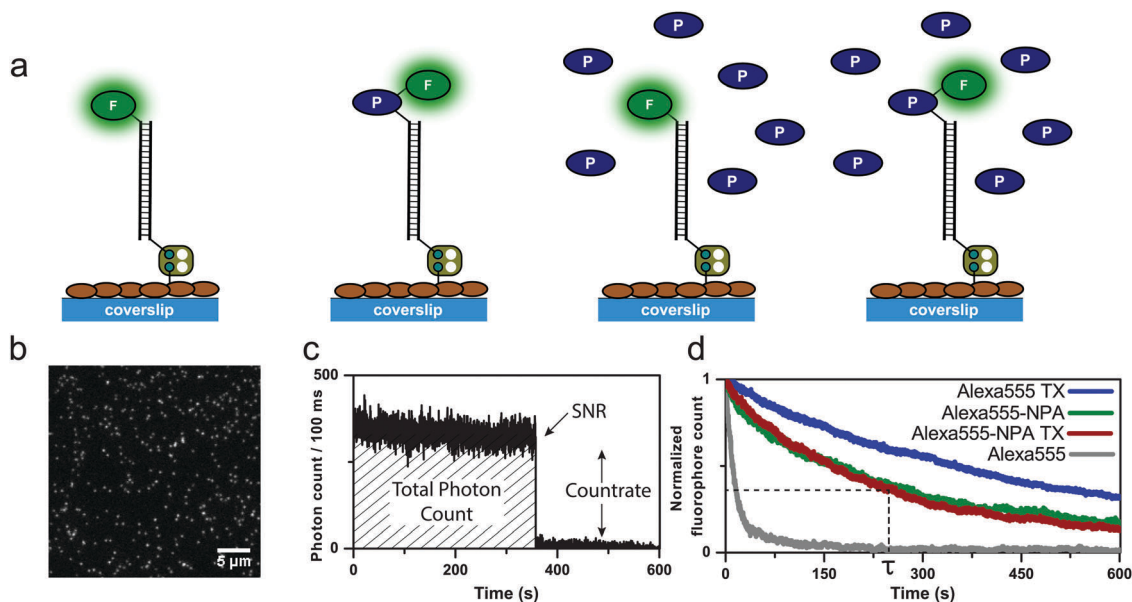 a
P
P
P
P
F
P
F
F
P
F
P
P
P
P
P
P
P
P
coverslip
coverslip
coverslip
coverslip
b
5 μm
c
500
Photon count / 100 ms
0
SNR
Total Photon
Count
Countrate
0
200
400
600
Time (s)
d
1
Normalized
fluorophore count
0
Alexa555 TX
Alexa555-NPA
Alexa555-NPA TX
Alexa555
0
150
τ
300
450
600
Time (s)